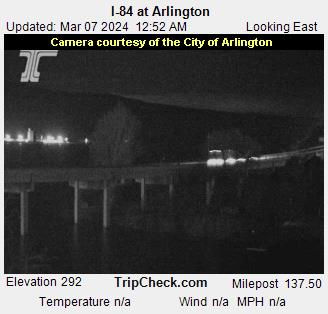 I-84 at Arlington
Updated: Mar 07 2024 12:52 AM Looking East
Camera courtesy of the City of Arlington
Elevation 292 TripCheck.com Milepost 137.50
Temperature n/a Wind n/a MPH n/a